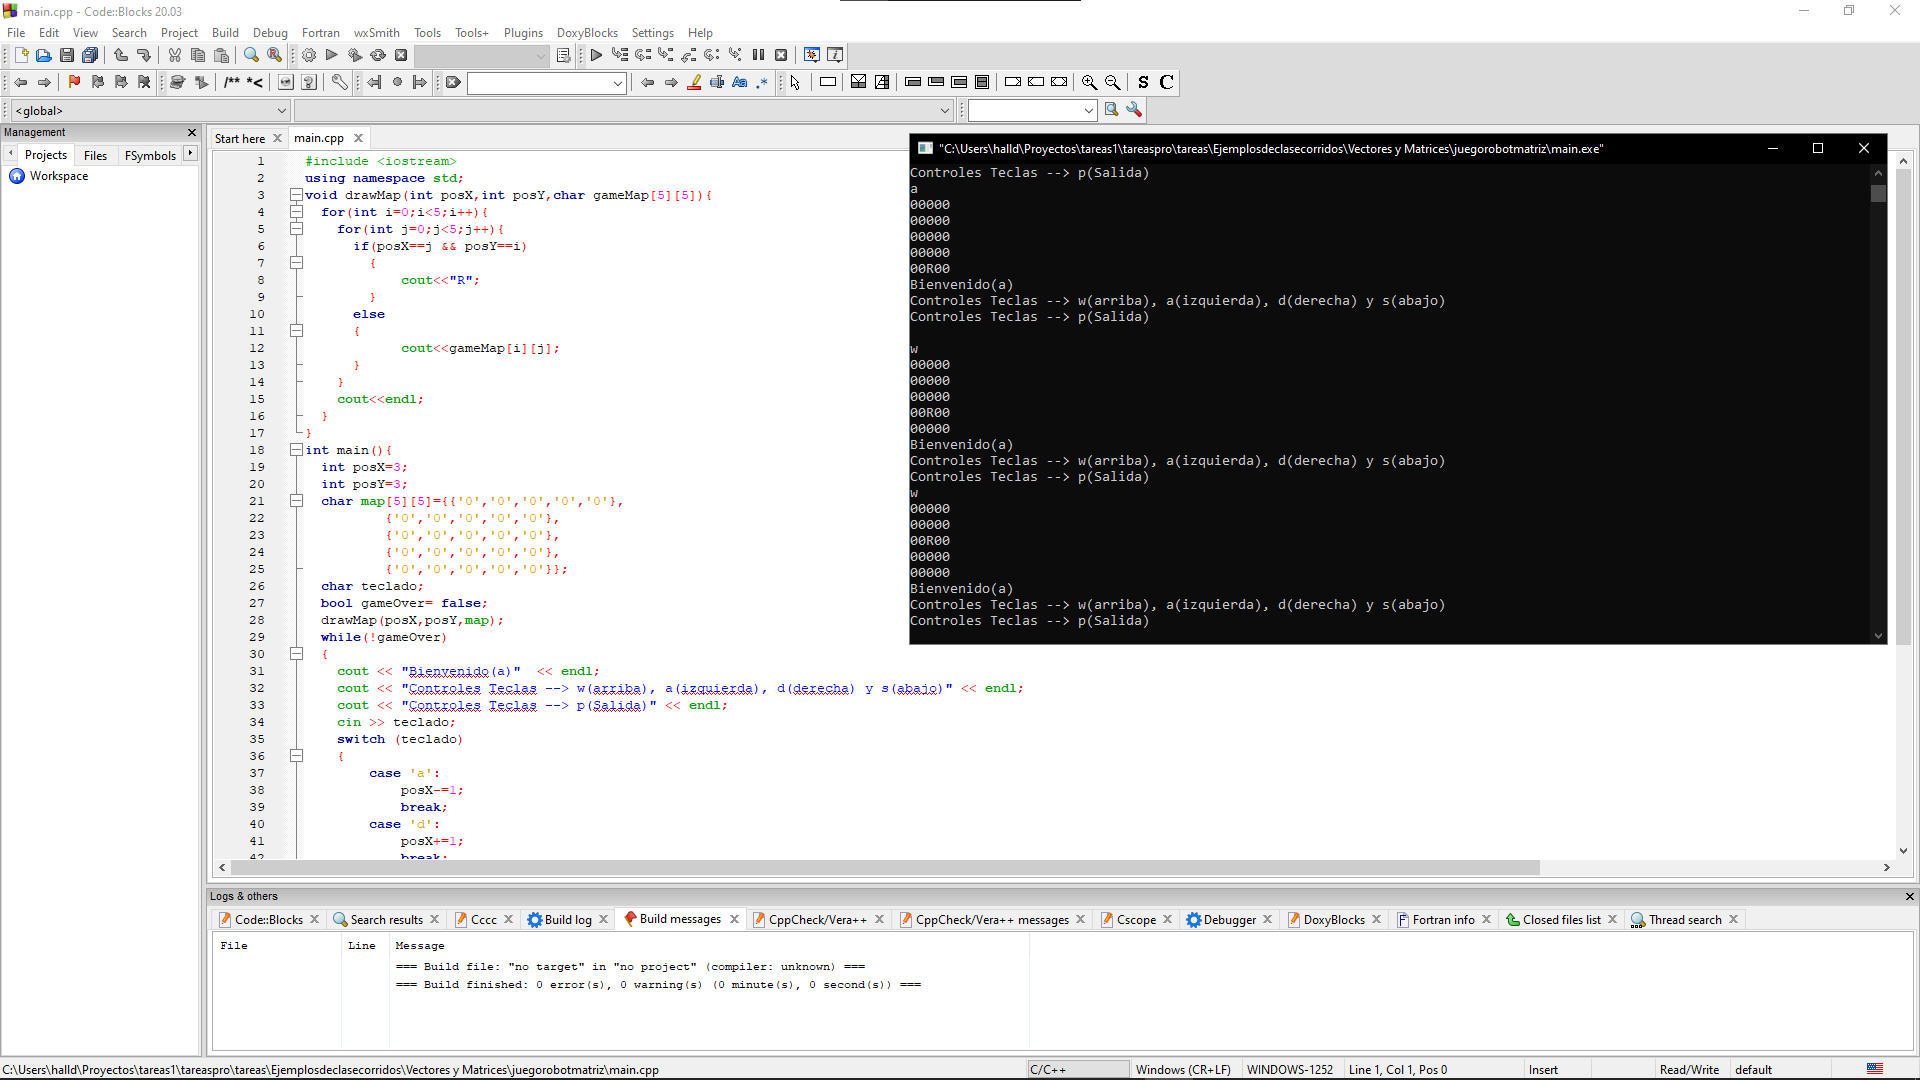 main.cpp - Code::Blocks 20.03
File Edit View Search Project Build Debug Fortran wxSmith Tools Tools+ Plugins DoxyBlocks Settings Help
/** *<
Aa .* S C
<global>
Management
Projects Files FSymbols
Workspace
Start here main.cpp
1 #include <iostream>
2 using namespace std;
3 void drawMap(int posX,int posY,char gameMap[5][5]){
4 for(int i=0;i<5;i++){
5 for(int j=0;j<5;j++){
6 if(posX==j && posY==i)
7 {
8 cout<<"R";
9 }
10 else
11 {
12 cout<<gameMap[i][j];
13 }
14 }
15 cout<<endl;
16 }
17 }
18 int main(){
19 int posX=3;
20 int posY=3;
21 char map[5][5]={{'0','0','0','0','0'},
22 {'0','0','0','0','0'},
23 {'0','0','0','0','0'},
24 {'0','0','0','0','0'},
25 {'0','0','0','0','0'}};
26 char teclado;
27 bool gameOver= false;
28 drawMap(posX,posY,map);
29 while(!gameOver)
30 {
31 cout << "Bienvenido(a)" << endl;
32 cout << "Controles Teclas --> w(arriba), a(izquierda), d(derecha) y s(abajo)" << endl;
33 cout << "Controles Teclas --> p(Salida)" << endl;
34 cin >> teclado;
35 switch (teclado)
36 {
37 case 'a':
38 posX-=1;
39 break;
40 case 'd':
41 posX+=1;
42 break;
"C:\Users\halld\Proyectos\tareas1\tareaspro\tareas\Ejemplosdeclasecorridos\Vectores y Matrices\juegorobotmatriz\main.exe"
Controles Teclas --> p(Salida)
a
00000
00000
00000
00000
00R00
Bienvenido(a)
Controles Teclas --> w(arriba), a(izquierda), d(derecha) y s(abajo)
Controles Teclas --> p(Salida)
w
00000
00000
00000
00R00
00000
Bienvenido(a)
Controles Teclas --> w(arriba), a(izquierda), d(derecha) y s(abajo)
Controles Teclas --> p(Salida)
w
00000
00000
00R00
00000
00000
Bienvenido(a)
Controles Teclas --> w(arriba), a(izquierda), d(derecha) y s(abajo)
Controles Teclas --> p(Salida)
Logs & others
Code::Blocks Search results Cccc Build log Build messages CppCheck/Vera++ CppCheck/Vera++ messages Cscope Debugger DoxyBlocks Fortran info Closed files list Thread search
File Line Message
=== Build file: "no target" in "no project" (compiler: unknown) ===
=== Build finished: 0 error(s), 0 warning(s) (0 minute(s), 0 second(s)) ===
C:\Users\halld\Proyectos\tareas1\tareaspro\tareas\Ejemplosdeclasecorridos\Vectores y Matrices\juegorobotmatriz\main.cpp C/C++ Windows (CR+LF) WINDOWS-1252 Line 1, Col 1, Pos 0 Insert Read/Write default